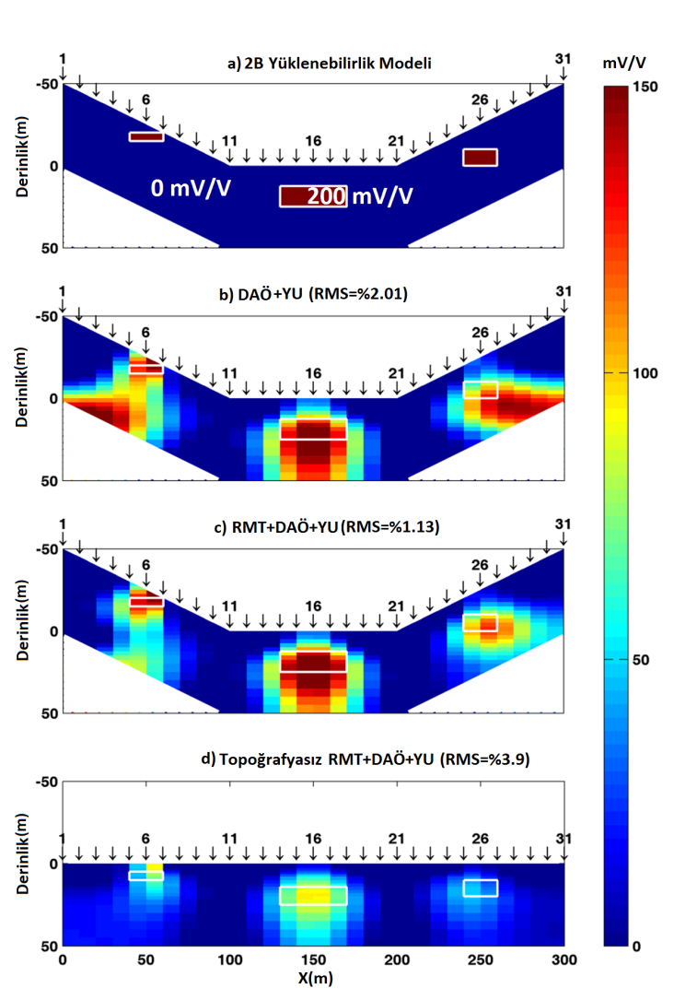 a) 2B Yüklenebilirlik Modeli
mV/V
1 6 11 16 21 26 31
150
-50
0
50
Derinlik(m)
0 mV/V
200 mV/V
b) DAÖ+YU (RMS=%2.01)
1 6 11 16 21 26 31
-50
0
50
Derinlik(m)
100
c) RMT+DAÖ+YU(RMS=%1.13)
1 6 11 16 21 26 31
-50
0
50
Derinlik(m)
50
d) Topoğrafyasız RMT+DAÖ+YU (RMS=%3.9)
-50
1 6 11 16 21 26 31
0
50
Derinlik(m)
0
0 50 100 150 200 250 300
X(m)